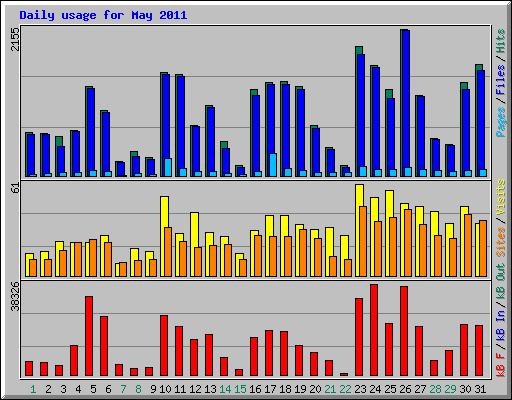 Daily usage for May 2011
2155
Pages / Files / Hits
61
Sites / Visits
38326
kB F / kB In / kB Out
1 2 3 4 5 6 7 8 9 10 11 12 13 14 15 16 17 18 19 20 21 22 23 24 25 26 27 28 29 30 31